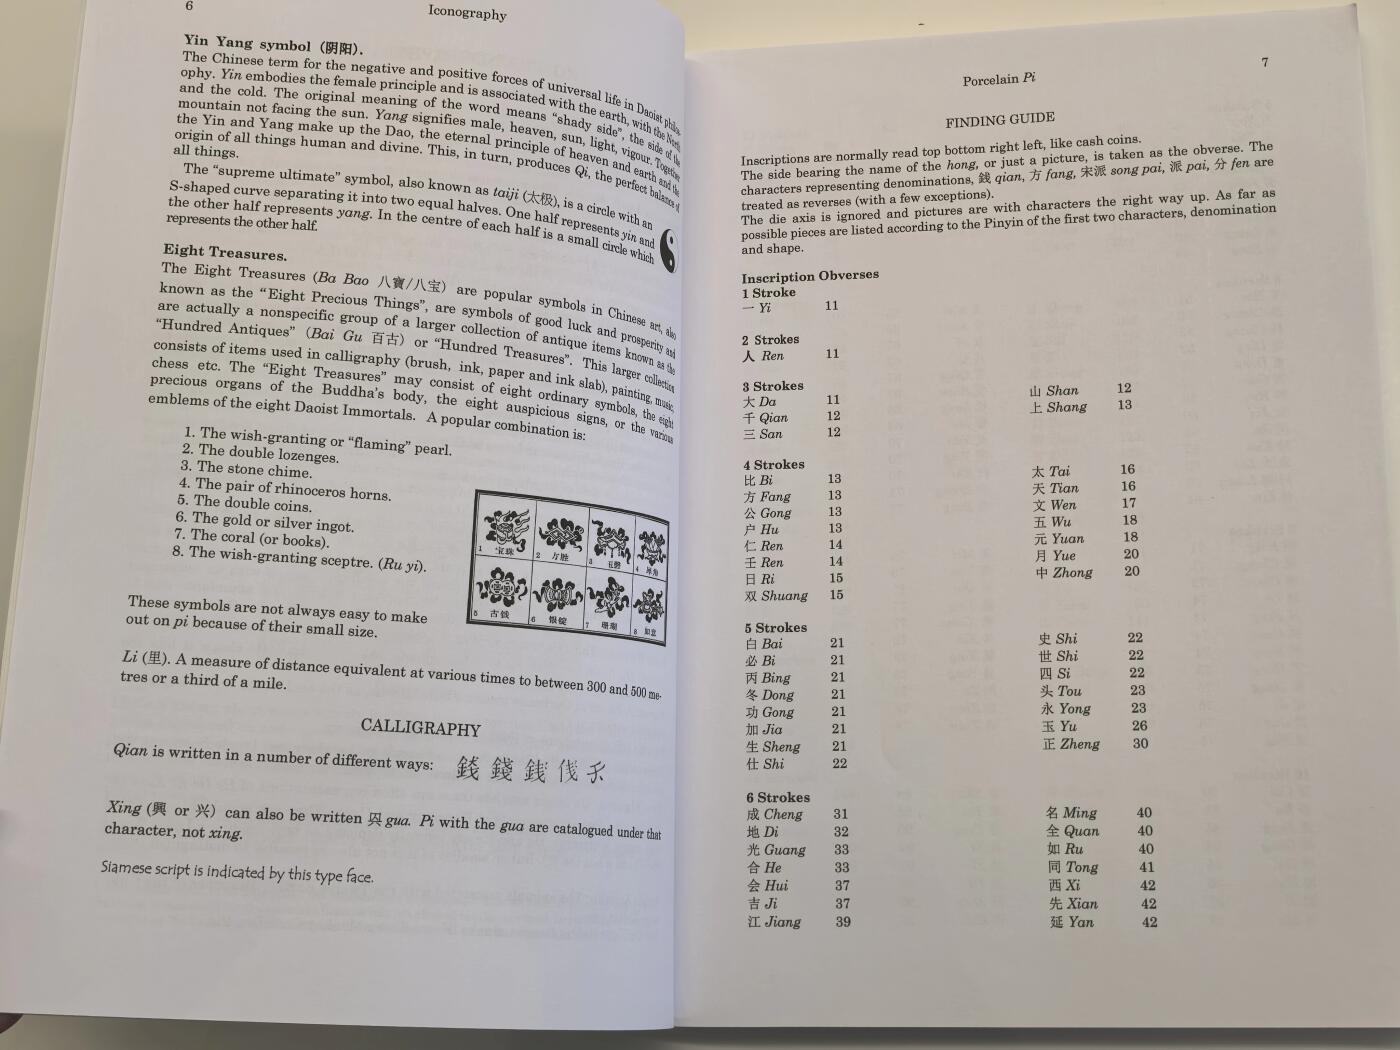 6
Iconography
Yin Yang symbol (阴阳).
The Chinese term for the negative and positive forces of universal life in Daoist philos-
ophy. Yin embodies the female principle and is associated with the earth, with the North
and the cold. The original meaning of the word means “shady side”, the side of the
mountain not facing the sun. Yang signifies male, heaven, sun, light, vigour. Together
the Yin and Yang make up the Dao, the eternal principle of heaven and earth and the
origin of all things human and divine. This, in turn, produces Qi, the perfect balance of
all things.
The “supreme ultimate” symbol, also known as taiji (太极), is a circle with an
S-shaped curve separating it into two equal halves. One half represents yin and
the other half represents yang. In the centre of each half is a small circle which
represents the other half.
Eight Treasures.
The Eight Treasures (Ba Bao 八寶/八宝) are popular symbols in Chinese art, also
known as the “Eight Precious Things”, are symbols of good luck and prosperity and
are actually a nonspecific group of a larger collection of antique items known as the
“Hundred Antiques” (Bai Gu 百古) or “Hundred Treasures”. This larger collection
consists of items used in calligraphy (brush, ink, paper and ink slab), painting, music,
chess etc. The “Eight Treasures” may consist of eight ordinary symbols, the eight
precious organs of the Buddha’s body, the eight auspicious signs, or the various
emblems of the eight Daoist Immortals. A popular combination is:
1. The wish-granting or “flaming” pearl.
2. The double lozenges.
3. The stone chime.
4. The pair of rhinoceros horns.
5. The double coins.
6. The gold or silver ingot.
7. The coral (or books).
8. The wish-granting sceptre. (Ru yi).
1 宝珠
2 方胜
3 玉磬
4 犀角
5 古钱
6 银锭
7 珊瑚
8 如意
These symbols are not always easy to make
out on pi because of their small size.
Li (里). A measure of distance equivalent at various times to between 300 and 500 me-
tres or a third of a mile.
CALLIGRAPHY
Qian is written in a number of different ways:
Xing (興 or 兴) can also be written 𠔁 gua. Pi with the gua are catalogued under that
character, not xing.
Siamese script is indicated by this type face.
7
Porcelain Pi
FINDING GUIDE
Inscriptions are normally read top bottom right left, like cash coins.
The side bearing the name of the hong, or just a picture, is taken as the obverse. The
characters representing denominations, 錢 qian, 方 fang, 宋派 song pai, 派 pai, 分 fen are
treated as reverses (with a few exceptions).
The die axis is ignored and pictures are with characters the right way up. As far as
possible pieces are listed according to the Pinyin of the first two characters, denomination
and shape.
Inscription Obverses
1 Stroke
一 Yi 11
2 Strokes
人 Ren 11
3 Strokes
大 Da 11
千 Qian 12
三 San 12
山 Shan 12
上 Shang 13
4 Strokes
比 Bi 13
方 Fang 13
公 Gong 13
户 Hu 13
仁 Ren 14
壬 Ren 14
日 Ri 15
双 Shuang 15
太 Tai 16
天 Tian 16
文 Wen 17
五 Wu 18
元 Yuan 18
月 Yue 20
中 Zhong 20
5 Strokes
白 Bai 21
必 Bi 21
丙 Bing 21
冬 Dong 21
功 Gong 21
加 Jia 21
生 Sheng 21
仕 Shi 22
史 Shi 22
世 Shi 22
四 Si 22
头 Tou 23
永 Yong 23
玉 Yu 26
正 Zheng 30
6 Strokes
成 Cheng 31
地 Di 32
光 Guang 33
合 He 33
会 Hui 37
吉 Ji 37
江 Jiang 39
名 Ming 40
全 Quan 40
如 Ru 40
同 Tong 41
西 Xi 42
先 Xian 42
延 Yan 42